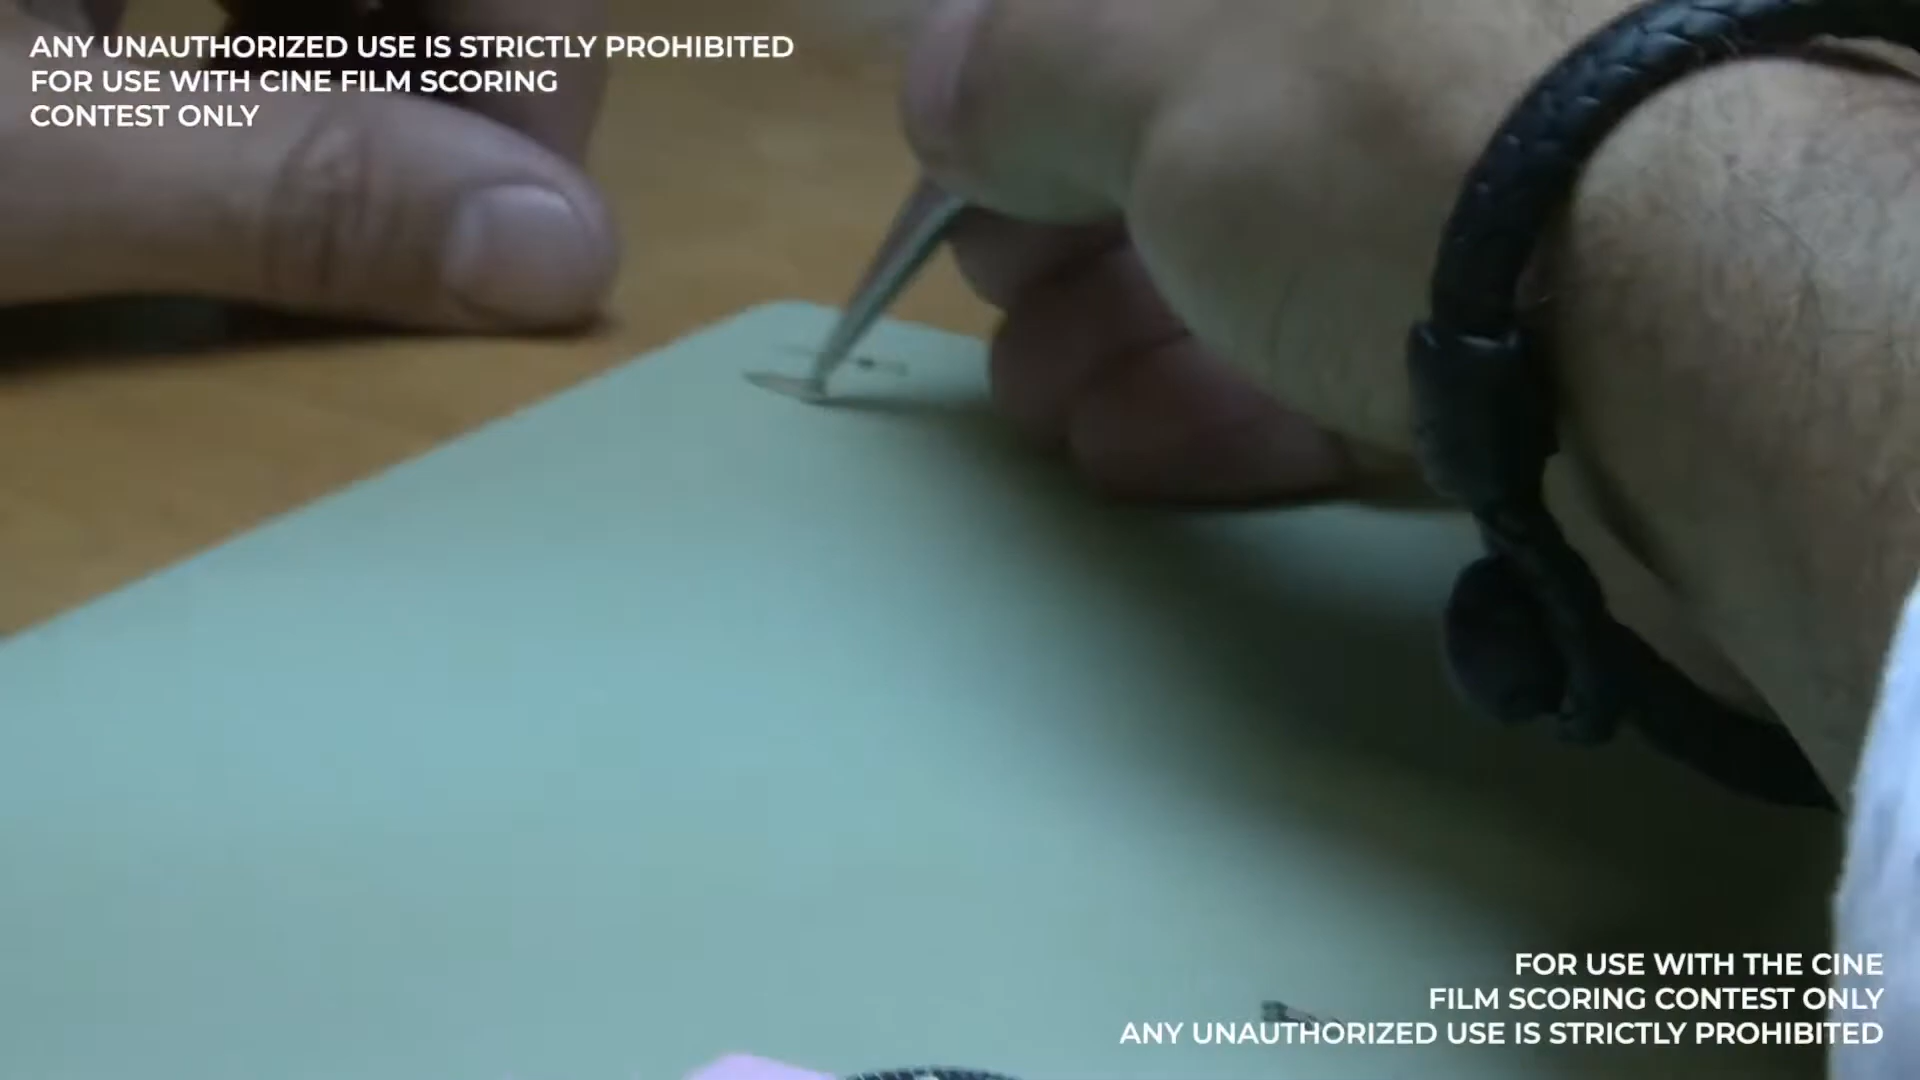 ANY UNAUTHORIZED USE IS STRICTLY PROHIBITED
FOR USE WITH CINE FILM SCORING
CONTEST ONLY
FOR USE WITH THE CINE
FILM SCORING CONTEST ONLY
ANY UNAUTHORIZED USE IS STRICTLY PROHIBITED